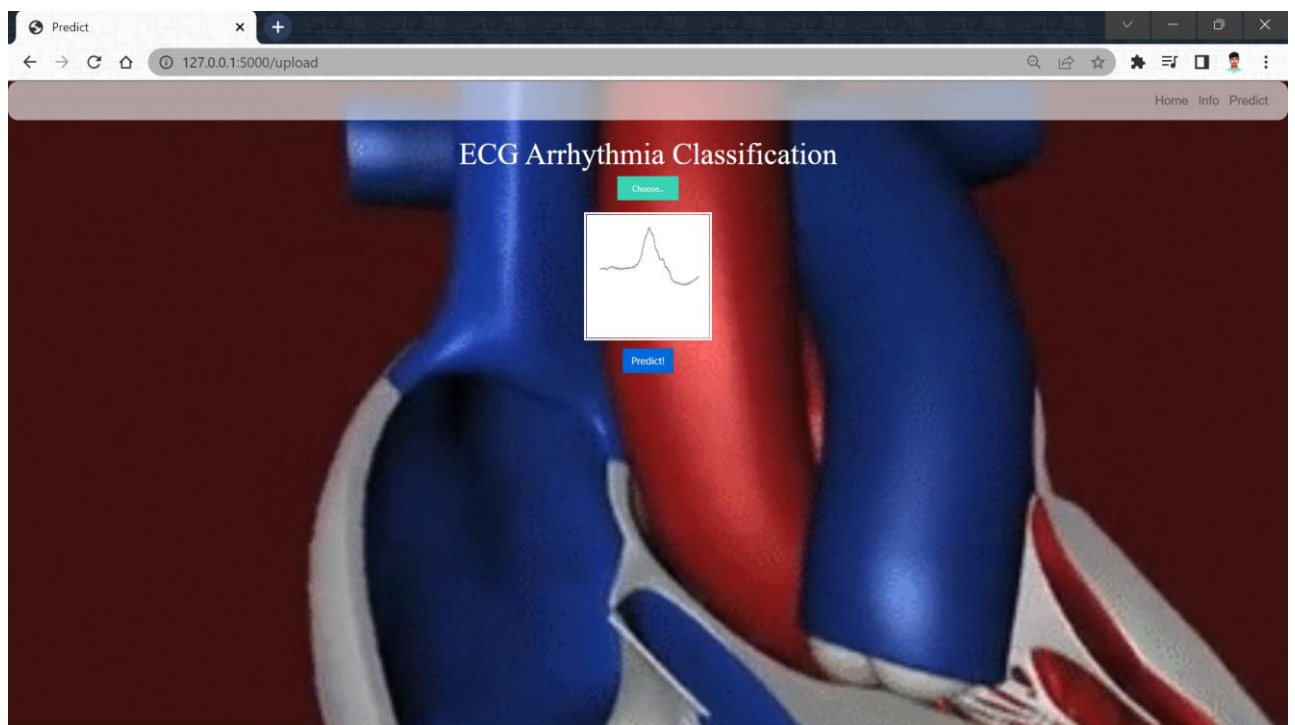 Predict
127.0.0.1:5000/upload
Home Info Predict
ECG Arrhythmia Classification
Choose...
Predict!